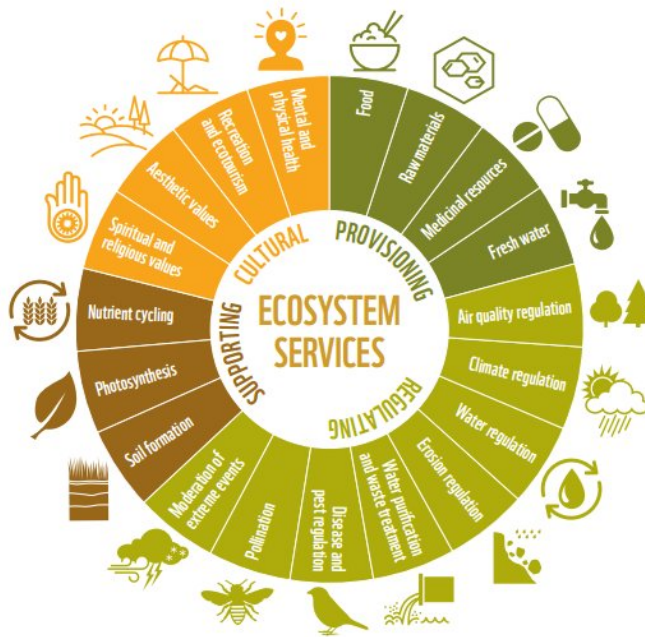 ECOSYSTEM
SERVICES
PROVISIONING
Food
Raw materials
Medicinal resources
Fresh water
REGULATING
Air quality regulation
Climate regulation
Water regulation
Erosion regulation
Water purification
and waste treatment
Disease and
pest regulation
Pollination
Moderation of
extreme events
SUPPORTING
Soil formation
Photosynthesis
Nutrient cycling
CULTURAL
Spiritual and
religious values
Aesthetic values
Recreation
and ecotourism
Mental and
physical health